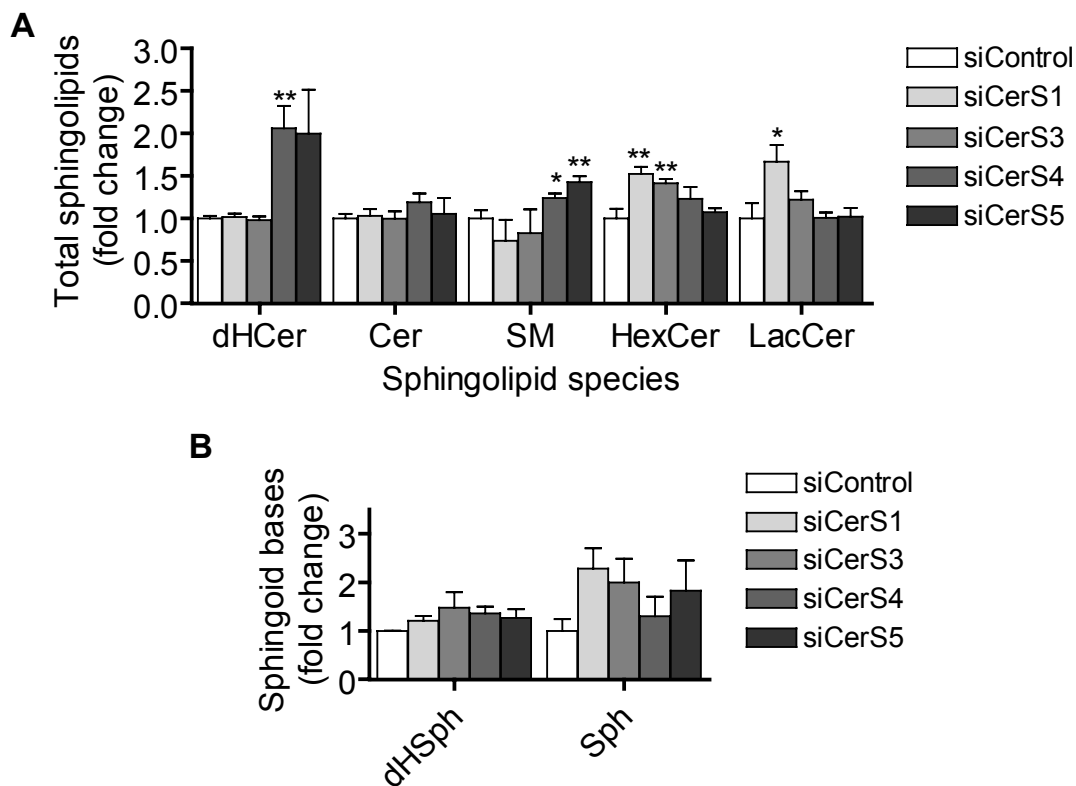 A
Total sphingolipids
(fold change)
3.0
2.5
2.0
1.5
1.0
0.5
0.0
**
*
**
**
**
*
dHCer
Cer
SM
HexCer
LacCer
Sphingolipid species
siControl
siCerS1
siCerS3
siCerS4
siCerS5
B
Sphingoid bases
(fold change)
3
2
1
0
dHSph
Sph
siControl
siCerS1
siCerS3
siCerS4
siCerS5